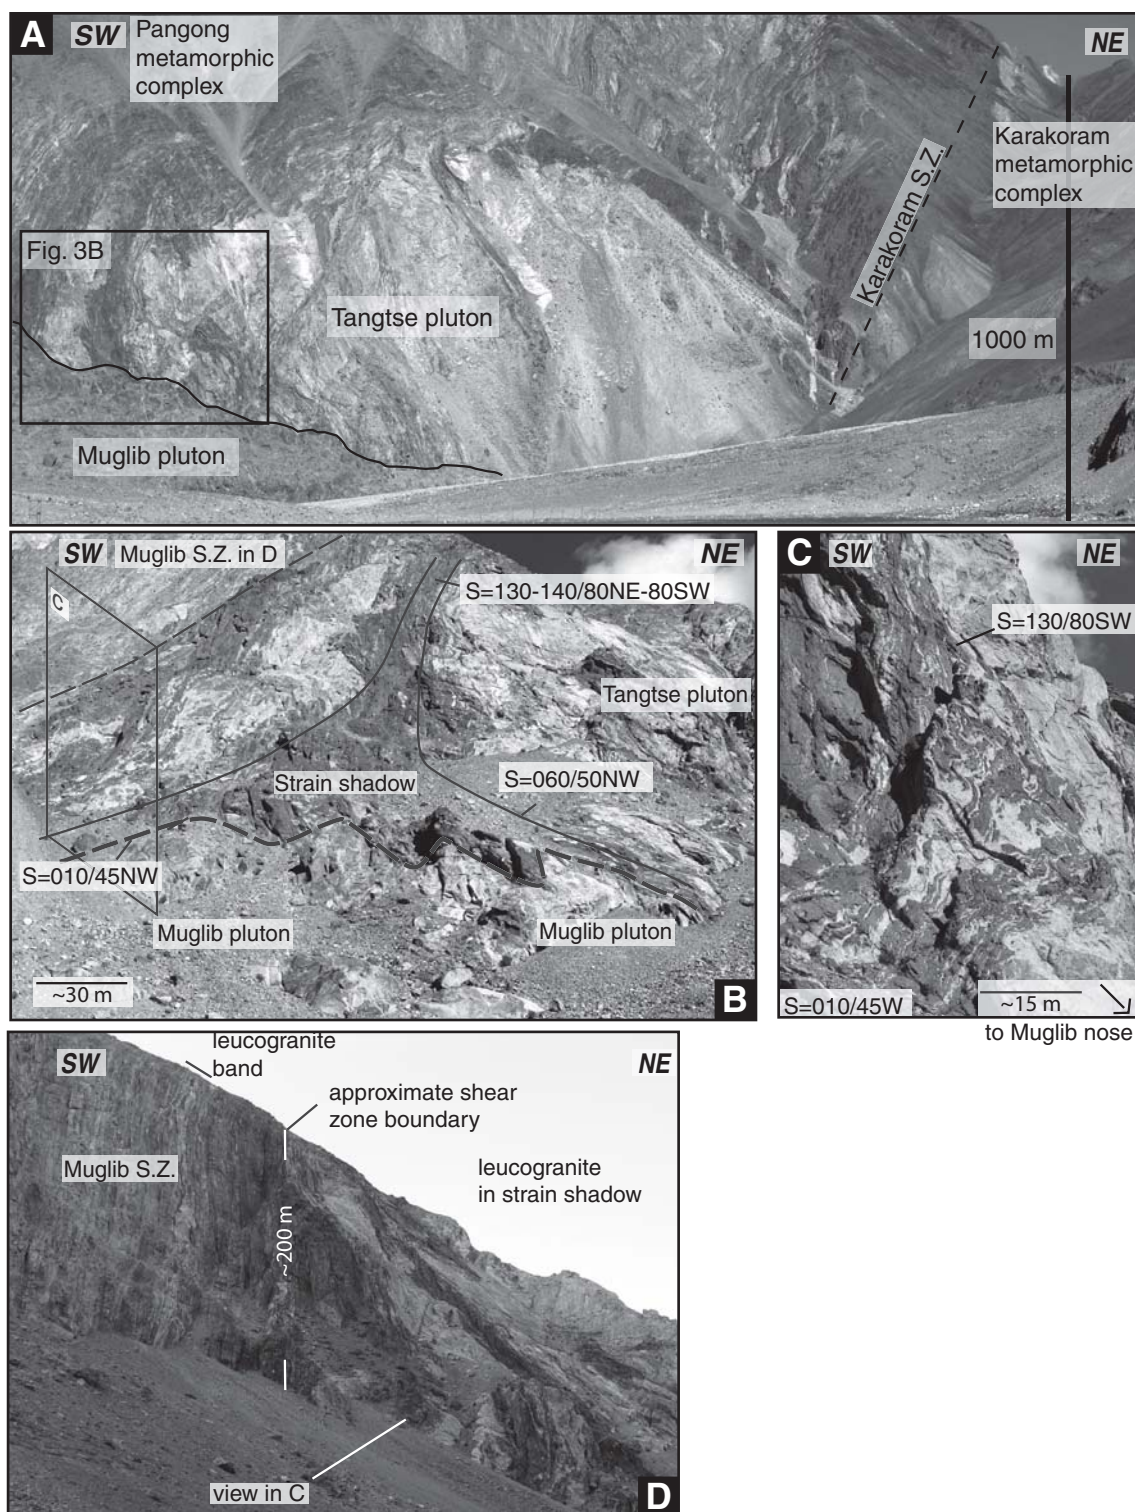 A
SW
Pangong
metamorphic
complex
NE
Karakoram
metamorphic
complex
Karakoram S.Z.
Fig. 3B
Tangtse pluton
1000 m
Muglib pluton
SW
Muglib S.Z. in D
NE
C
S=130-140/80NE-80SW
Tangtse pluton
Strain shadow
S=060/50NW
S=010/45NW
Muglib pluton
Muglib pluton
~30 m
B
C
SW
NE
S=130/80SW
S=010/45W
~15 m
to Muglib nose
SW
leucogranite
band
NE
approximate shear
zone boundary
Muglib S.Z.
leucogranite
in strain shadow
~200 m
view in C
D